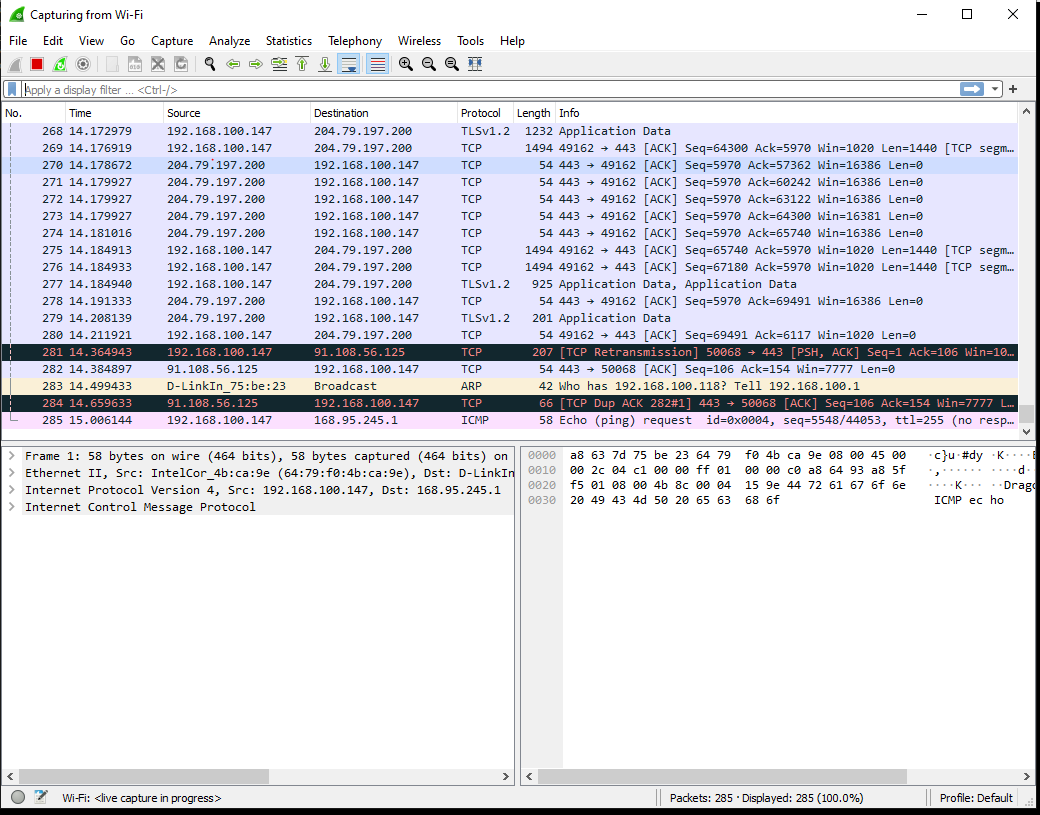 Capturing from Wi-Fi
File Edit View Go Capture Analyze Statistics Telephony Wireless Tools Help
Apply a display filter … <Ctrl-/>
No. Time Source Destination Protocol Length Info
268 14.172979 192.168.100.147 204.79.197.200 TLSv1.2 1232 Application Data
269 14.176919 192.168.100.147 204.79.197.200 TCP 1494 49162 → 443 [ACK] Seq=64300 Ack=5970 Win=1020 Len=1440 [TCP segm…
270 14.178672 204.79.197.200 192.168.100.147 TCP 54 443 → 49162 [ACK] Seq=5970 Ack=57362 Win=16386 Len=0
271 14.179927 204.79.197.200 192.168.100.147 TCP 54 443 → 49162 [ACK] Seq=5970 Ack=60242 Win=16386 Len=0
272 14.179927 204.79.197.200 192.168.100.147 TCP 54 443 → 49162 [ACK] Seq=5970 Ack=63122 Win=16386 Len=0
273 14.179927 204.79.197.200 192.168.100.147 TCP 54 443 → 49162 [ACK] Seq=5970 Ack=64300 Win=16381 Len=0
274 14.181016 204.79.197.200 192.168.100.147 TCP 54 443 → 49162 [ACK] Seq=5970 Ack=65740 Win=16386 Len=0
275 14.184913 192.168.100.147 204.79.197.200 TCP 1494 49162 → 443 [ACK] Seq=65740 Ack=5970 Win=1020 Len=1440 [TCP segm…
276 14.184933 192.168.100.147 204.79.197.200 TCP 1494 49162 → 443 [ACK] Seq=67180 Ack=5970 Win=1020 Len=1440 [TCP segm…
277 14.184940 192.168.100.147 204.79.197.200 TLSv1.2 925 Application Data, Application Data
278 14.191333 204.79.197.200 192.168.100.147 TCP 54 443 → 49162 [ACK] Seq=5970 Ack=69491 Win=16386 Len=0
279 14.208139 204.79.197.200 192.168.100.147 TLSv1.2 201 Application Data
280 14.211921 192.168.100.147 204.79.197.200 TCP 54 49162 → 443 [ACK] Seq=69491 Ack=6117 Win=1020 Len=0
281 14.364943 192.168.100.147 91.108.56.125 TCP 207 [TCP Retransmission] 50068 → 443 [PSH, ACK] Seq=1 Ack=106 Win=10…
282 14.384897 91.108.56.125 192.168.100.147 TCP 54 443 → 50068 [ACK] Seq=106 Ack=154 Win=7777 Len=0
283 14.499433 D-LinkIn_75:be:23 Broadcast ARP 42 Who has 192.168.100.118? Tell 192.168.100.1
284 14.659633 91.108.56.125 192.168.100.147 TCP 66 [TCP Dup ACK 282#1] 443 → 50068 [ACK] Seq=106 Ack=154 Win=7777 L…
285 15.006144 192.168.100.147 168.95.245.1 ICMP 58 Echo (ping) request id=0x0004, seq=5548/44053, ttl=255 (no resp…
Frame 1: 58 bytes on wire (464 bits), 58 bytes captured (464 bits) on
Ethernet II, Src: IntelCor_4b:ca:9e (64:79:f0:4b:ca:9e), Dst: D-LinkIn
Internet Protocol Version 4, Src: 192.168.100.147, Dst: 168.95.245.1
Internet Control Message Protocol
0000 a8 63 7d 75 be 23 64 79 f0 4b ca 9e 08 00 45 00 ·c}u·#dy ·K····E
0010 00 2c 04 c1 00 00 ff 01 00 00 c0 a8 64 93 a8 5f ·,······ ····d·
0020 f5 01 08 00 4b 8c 00 04 15 9e 44 72 61 67 6f 6e ····K··· ··Drago
0030 20 49 43 4d 50 20 65 63 68 6f ICMP ec ho
Wi-Fi: <live capture in progress>
Packets: 285 · Displayed: 285 (100.0%)
Profile: Default